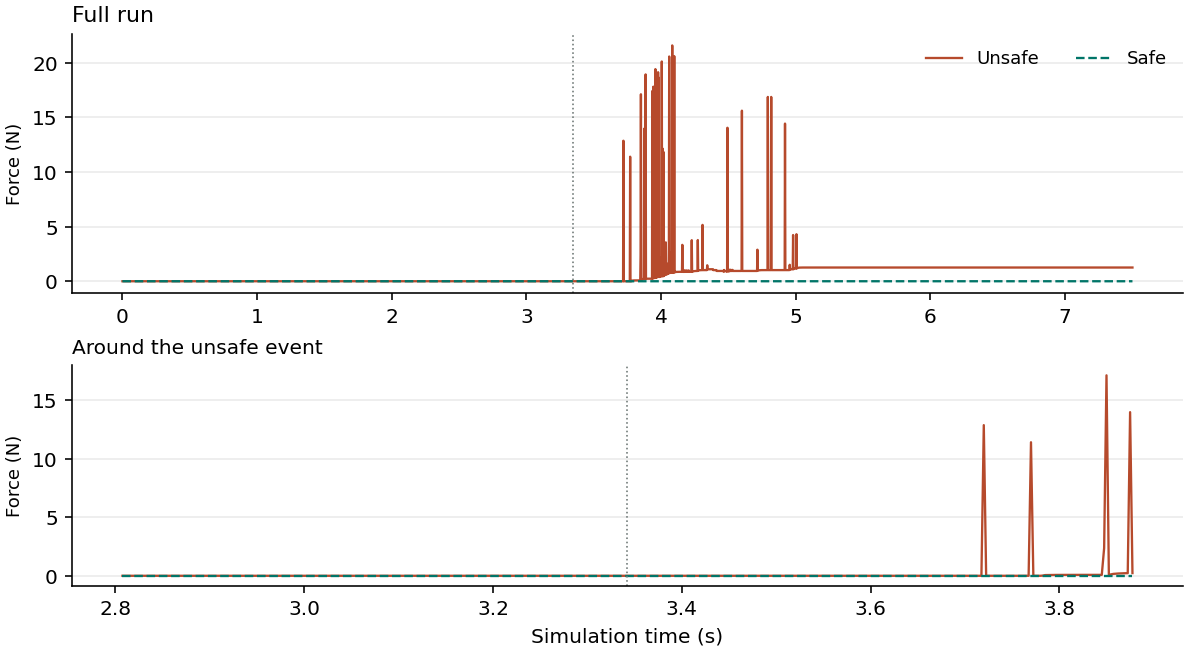 Full run
Force (N)
20
15
10
5
0
Unsafe
Safe
0 1 2 3 4 5 6 7
Around the unsafe event
Force (N)
15
10
5
0
2.8 3.0 3.2 3.4 3.6 3.8
Simulation time (s)